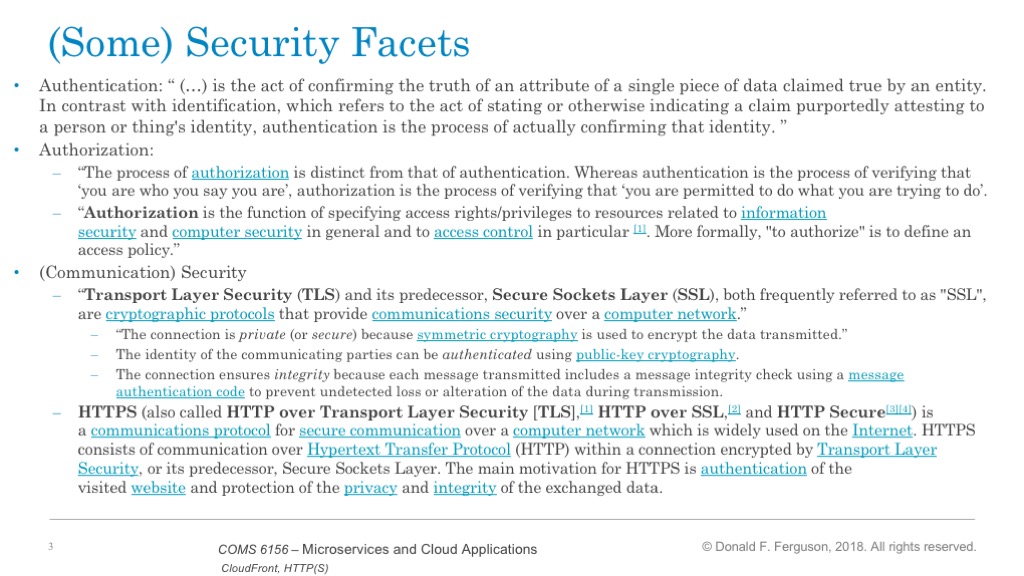 (Some) Security Facets
• Authentication: “ (…) is the act of confirming the truth of an attribute of a single piece of data claimed true by an entity.
In contrast with identification, which refers to the act of stating or otherwise indicating a claim purportedly attesting to
a person or thing's identity, authentication is the process of actually confirming that identity. ”
• Authorization:
– “The process of authorization is distinct from that of authentication. Whereas authentication is the process of verifying that
‘you are who you say you are’, authorization is the process of verifying that ‘you are permitted to do what you are trying to do’.
– “Authorization is the function of specifying access rights/privileges to resources related to information
security and computer security in general and to access control in particular [1]. More formally, "to authorize" is to define an
access policy.”
• (Communication) Security
– “Transport Layer Security (TLS) and its predecessor, Secure Sockets Layer (SSL), both frequently referred to as "SSL",
are cryptographic protocols that provide communications security over a computer network.”
– “The connection is private (or secure) because symmetric cryptography is used to encrypt the data transmitted.”
– The identity of the communicating parties can be authenticated using public-key cryptography.
– The connection ensures integrity because each message transmitted includes a message integrity check using a message
authentication code to prevent undetected loss or alteration of the data during transmission.
– HTTPS (also called HTTP over Transport Layer Security [TLS],[1] HTTP over SSL,[2] and HTTP Secure[3][4]) is
a communications protocol for secure communication over a computer network which is widely used on the Internet. HTTPS
consists of communication over Hypertext Transfer Protocol (HTTP) within a connection encrypted by Transport Layer
Security, or its predecessor, Secure Sockets Layer. The main motivation for HTTPS is authentication of the
visited website and protection of the privacy and integrity of the exchanged data.
3
COMS 6156 – Microservices and Cloud Applications
CloudFront, HTTP(S)
© Donald F. Ferguson, 2018. All rights reserved.